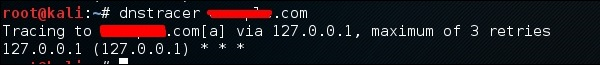 root@kali:~# dnstracer .com
Tracing to .com[a] via 127.0.0.1, maximum of 3 retries
127.0.0.1 (127.0.0.1) * * *
root@kali:~#